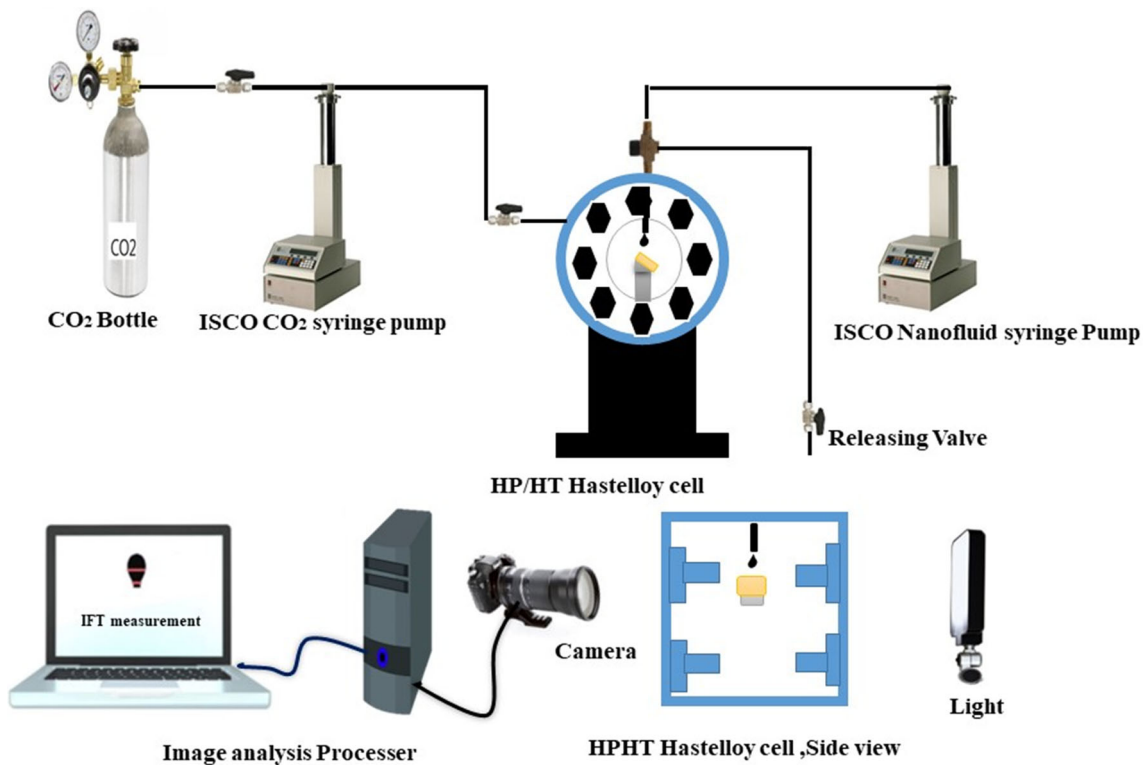 CO2
CO2 Bottle
ISCO CO2 syringe pump
ISCO Nanofluid syringe Pump
Releasing Valve
HP/HT Hastelloy cell
IFT measurement
Camera
Light
Image analysis Processer
HPHT Hastelloy cell ,Side view